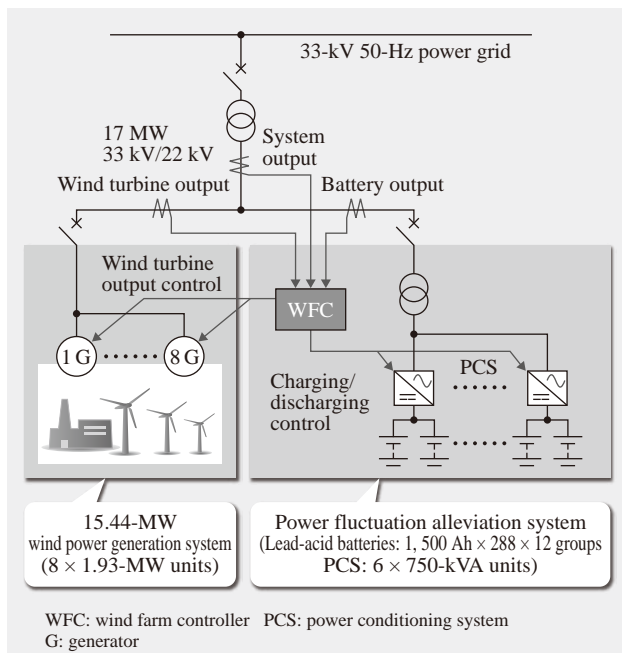 33-kV 50-Hz power grid
17 MW
33 kV/22 kV
System
output
Wind turbine output
Battery output
Wind turbine
output control
WFC
1 G
8 G
PCS
Charging/
discharging
control
15.44-MW
wind power generation system
(8 × 1.93-MW units)
Power fluctuation alleviation system
(Lead-acid batteries: 1, 500 Ah × 288 × 12 groups
PCS: 6 × 750-kVA units)
WFC: wind farm controller PCS: power conditioning system
G: generator